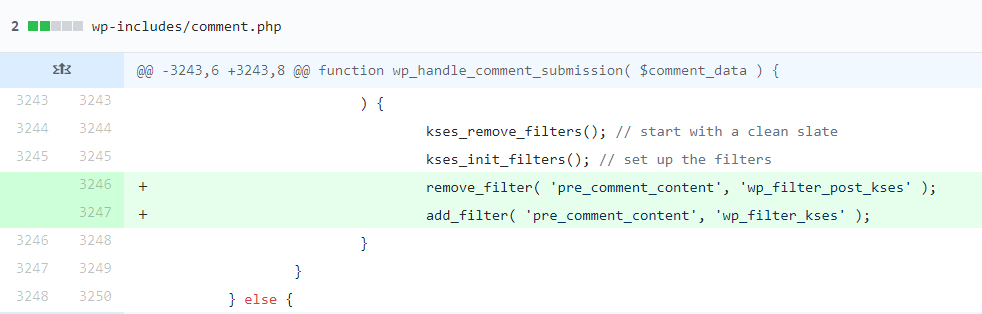 2 wp-includes/comment.php
@@ -3243,6 +3243,8 @@ function wp_handle_comment_submission( $comment_data ) {
3243 3243 ) {
3244 3244 kses_remove_filters(); // start with a clean slate
3245 3245 kses_init_filters(); // set up the filters
3246 + remove_filter( 'pre_comment_content', 'wp_filter_post_kses' );
3247 + add_filter( 'pre_comment_content', 'wp_filter_kses' );
3246 3248 }
3247 3249 }
3248 3250 } else {